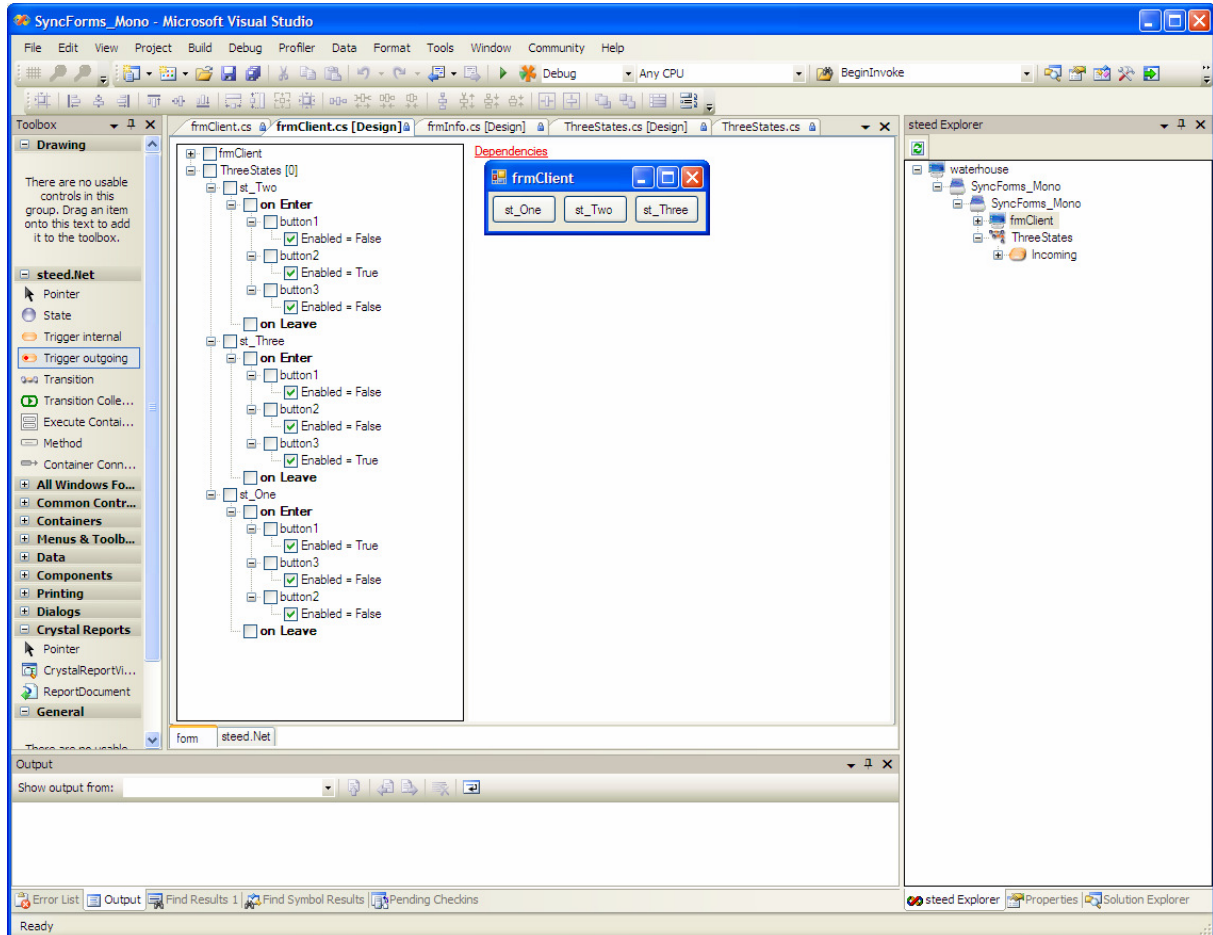 SyncForms_Mono - Microsoft Visual Studio
File Edit View Project Build Debug Profiler Data Format Tools Window Community Help
Debug Any CPU BeginInvoke
Toolbox
Drawing
There are no usable
controls in this
group. Drag an item
onto this text to add
it to the toolbox.
steed.Net
Pointer
State
Trigger internal
Trigger outgoing
Transition
Transition Colle...
Execute Contai...
Method
Container Conn...
All Windows Fo...
Common Contr...
Containers
Menus & Toolb...
Data
Components
Printing
Dialogs
Crystal Reports
Pointer
CrystalReportVi...
ReportDocument
General
There are no usable
frmClient.cs frmClient.cs [Design] frmInfo.cs [Design] ThreeStates.cs [Design] ThreeStates.cs
frmClient
ThreeStates [0]
st_Two
on Enter
button1
Enabled = False
button2
Enabled = True
button3
Enabled = False
on Leave
st_Three
on Enter
button1
Enabled = False
button2
Enabled = False
button3
Enabled = True
on Leave
st_One
on Enter
button1
Enabled = True
button3
Enabled = False
button2
Enabled = False
on Leave
Dependencies
frmClient
st_One st_Two st_Three
form steed.Net
steed Explorer
waterhouse
SyncForms_Mono
SyncForms_Mono
frmClient
ThreeStates
Incoming
Output
Show output from:
Error List Output Find Results 1 Find Symbol Results Pending Checkins
steed Explorer Properties Solution Explorer
Ready